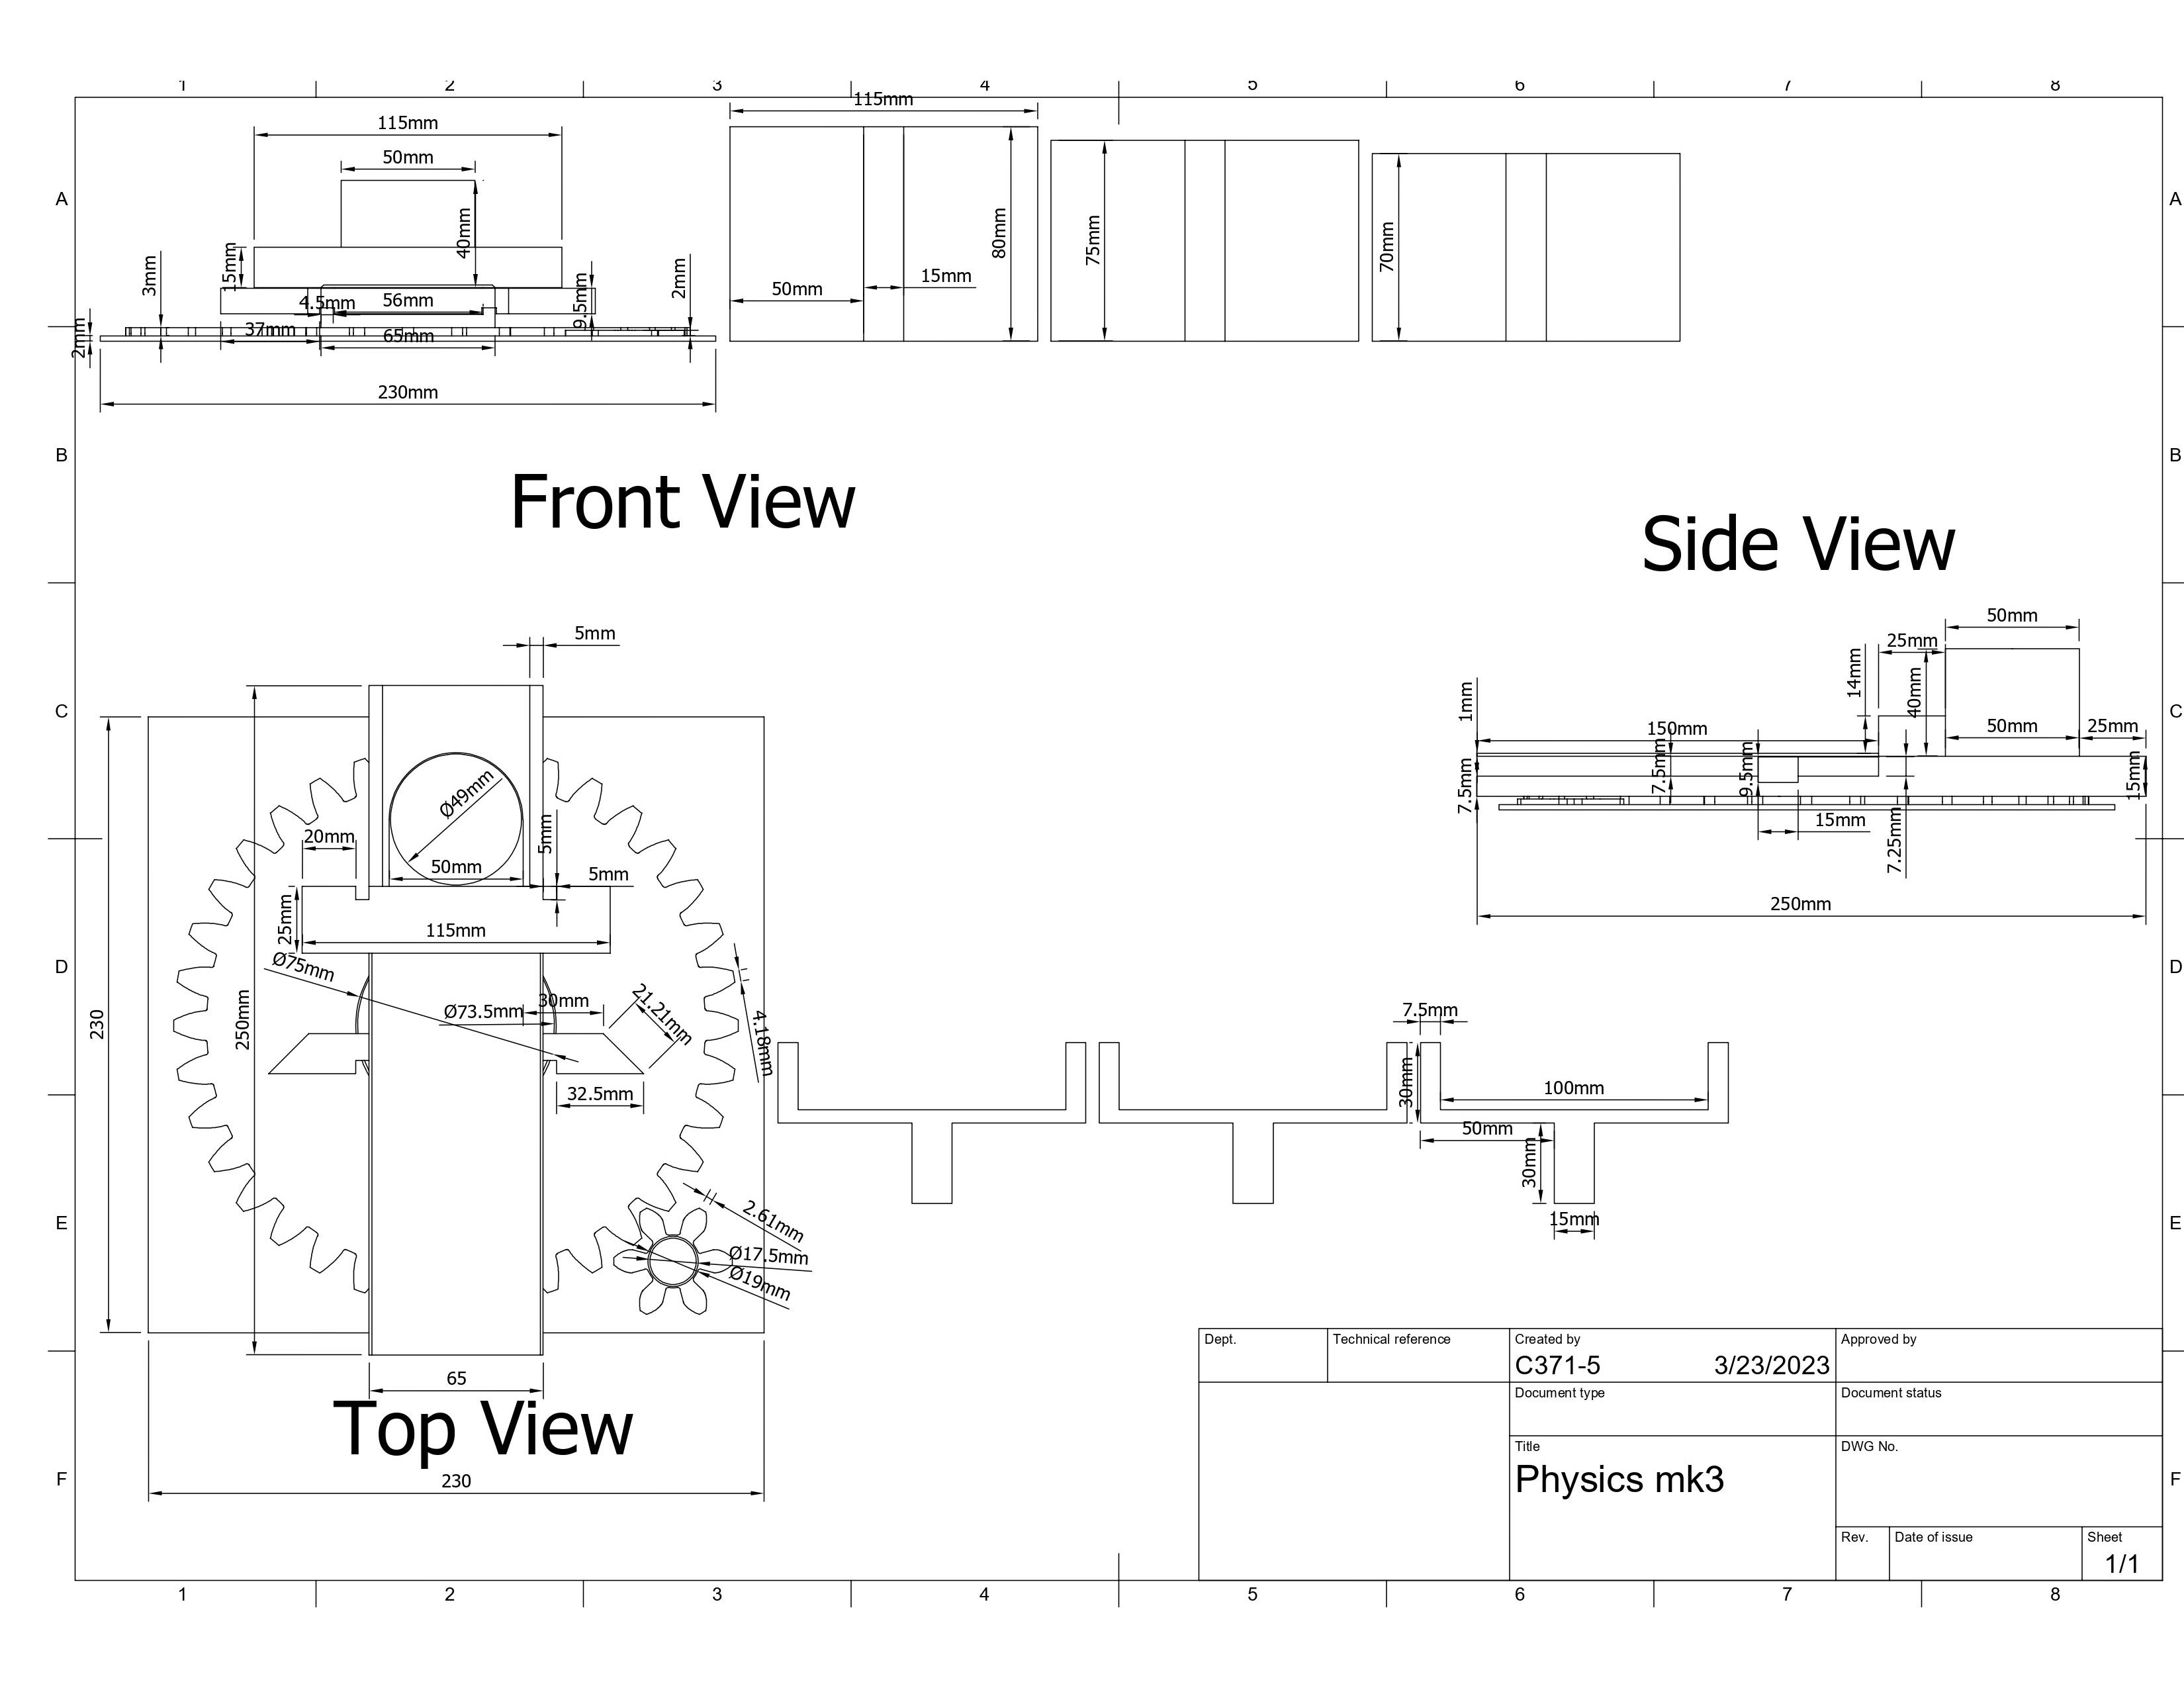 1 2 3 4 5 6 7 8
115mm
115mm
50mm
A
A
40mm
80mm
75mm
70mm
15mm
3mm
2mm
50mm
15mm
4.5mm
56mm
9.5mm
37mm
65mm
2mm
230mm
B
B
Front View
Side View
50mm
25mm
5mm
14mm
40mm
1mm
C
C
150mm
50mm
25mm
7.5mm
7.5mm
9.5mm
15mm
Ø49mm
20mm
5mm
15mm
7.25mm
50mm
5mm
250mm
25mm
115mm
D
D
Ø75mm
230
250mm
Ø73.5mm
30mm
21.21mm
4.18mm
7.5mm
32.5mm
30mm
100mm
50mm
30mm
E
E
2.61mm
15mm
Ø17.5mm
Ø19mm
65
Top View
230
F
F
Dept.
Technical reference
Created by
Approved by
C371-5
3/23/2023
Document type
Document status
Title
DWG No.
Physics mk3
Rev.
Date of issue
Sheet
1/1
1 2 3 4 5 6 7 8